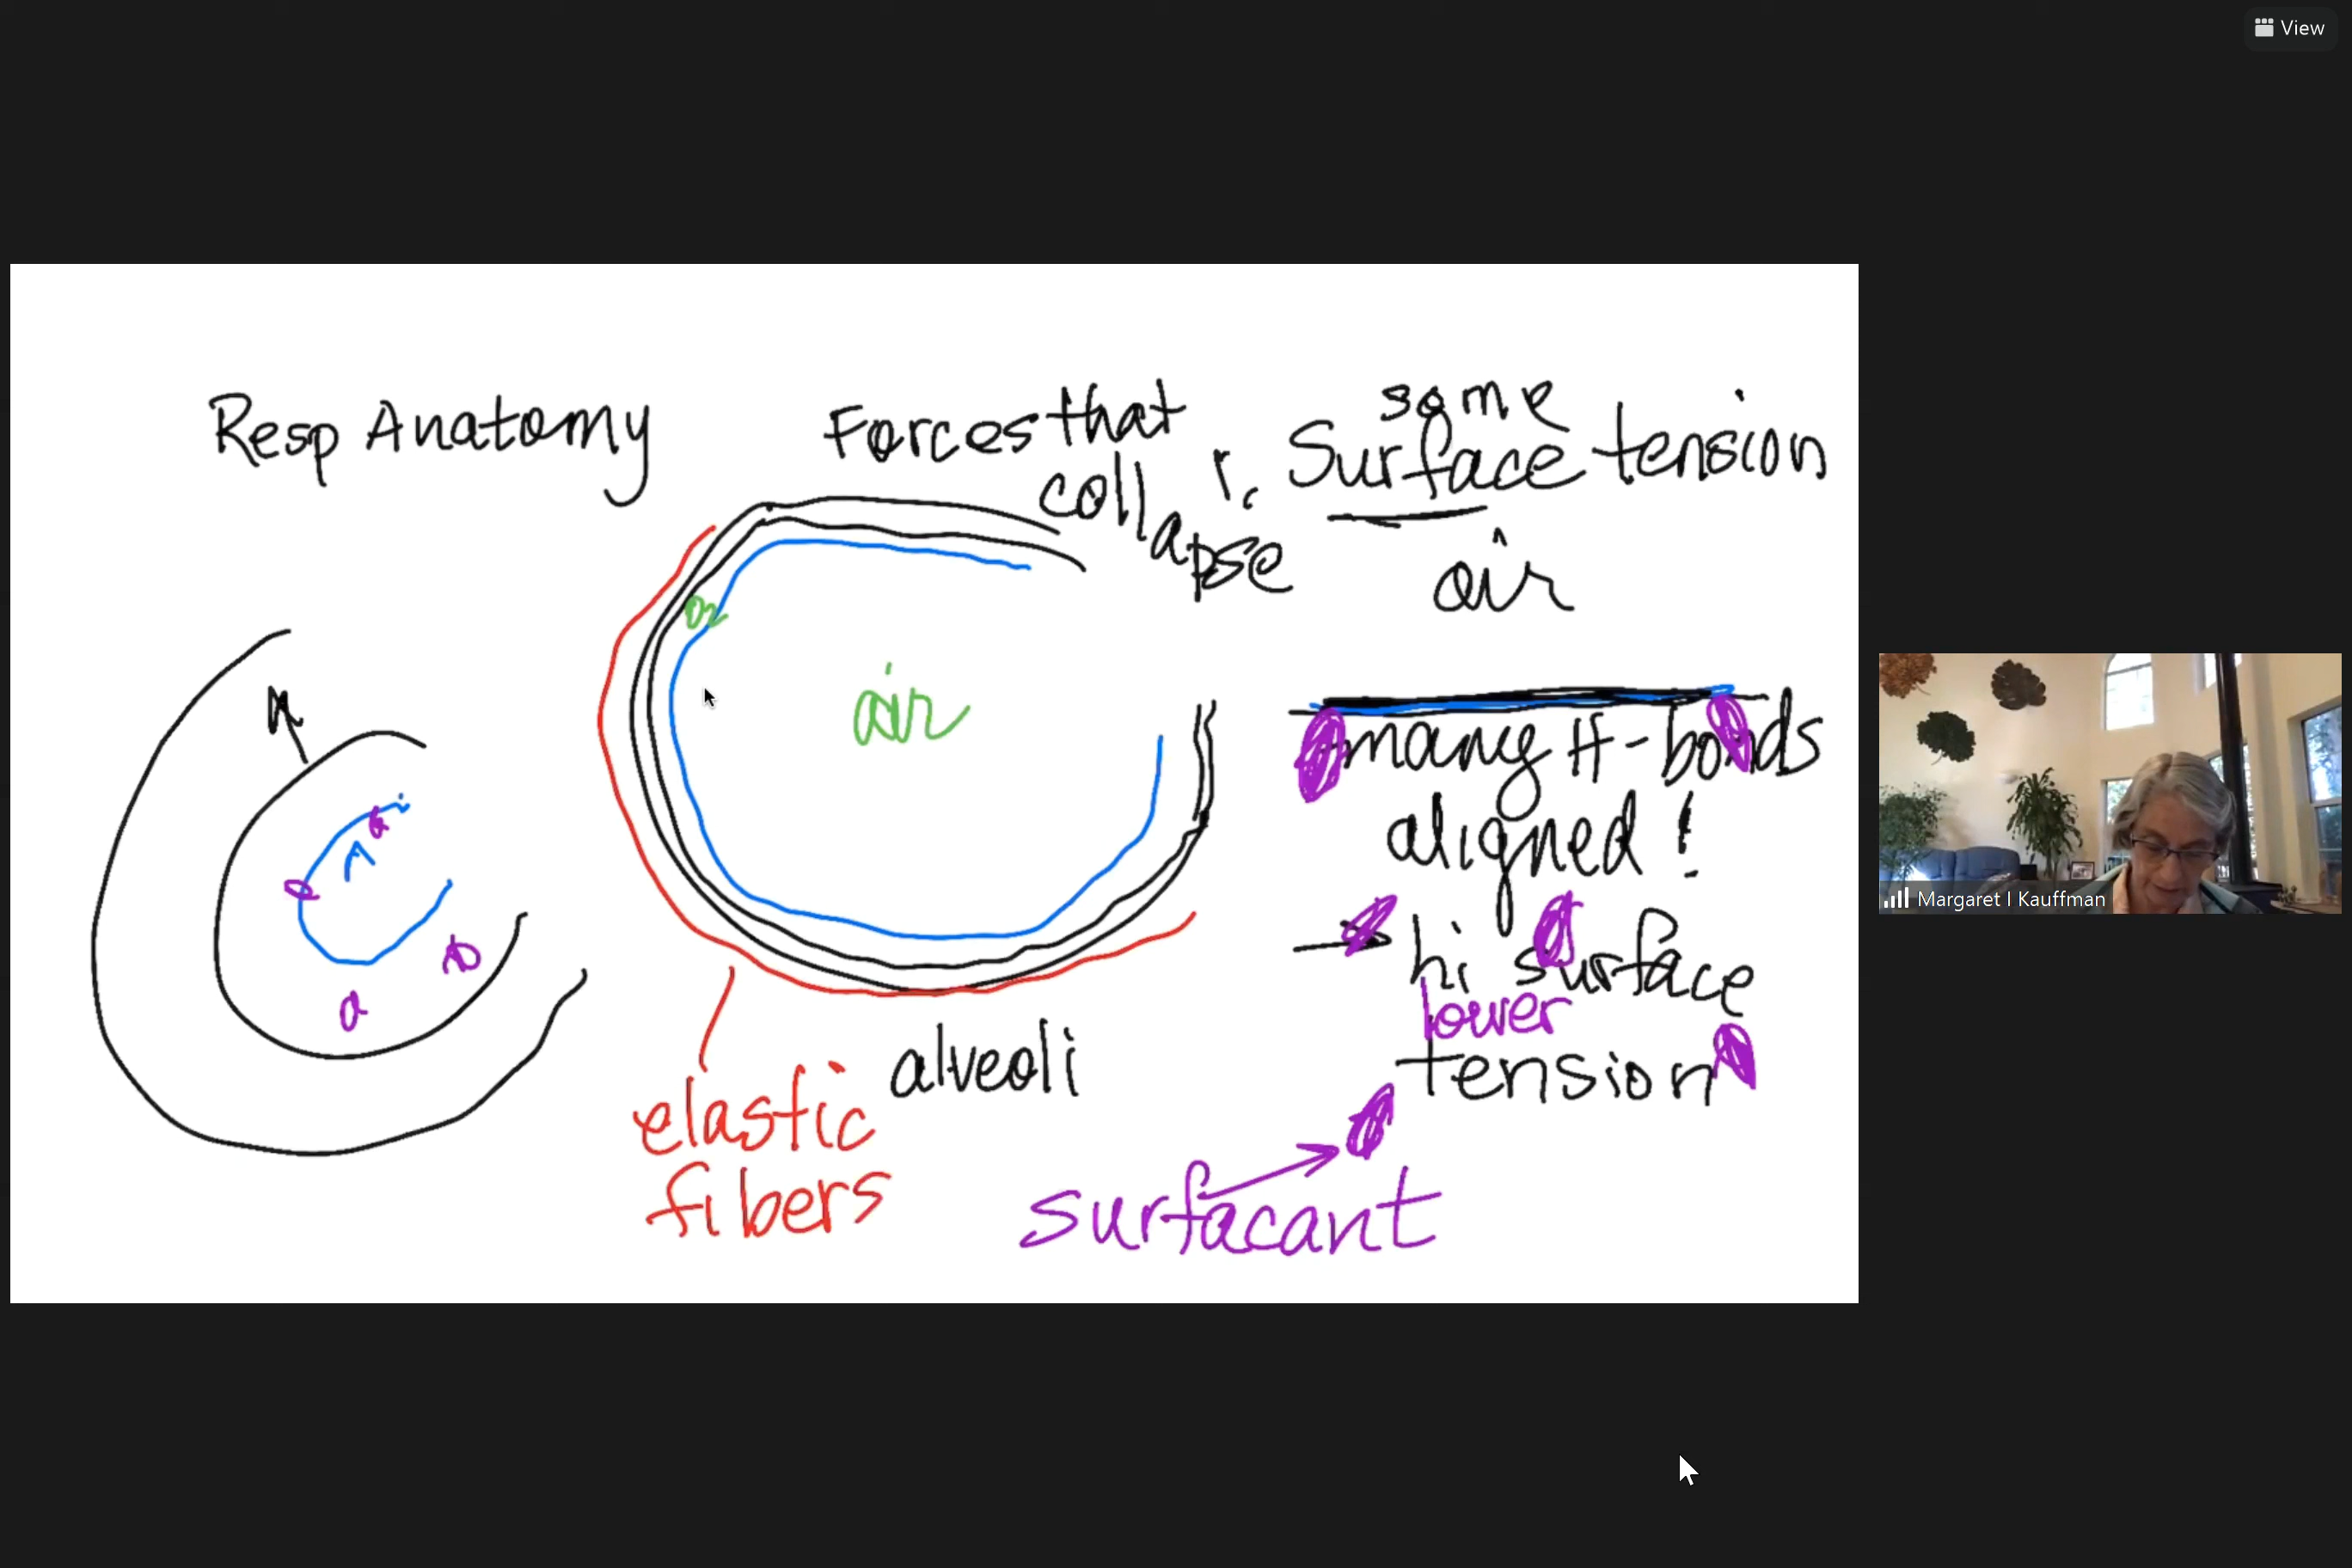 View
Resp Anatomy
Forces that
collapse
1.
some
Surface tension
air
O2
air
many H-bonds
aligned!
→ hi surface
lower
tension
alveoli
elastic
fibers
surfacant
Margaret I Kauffman